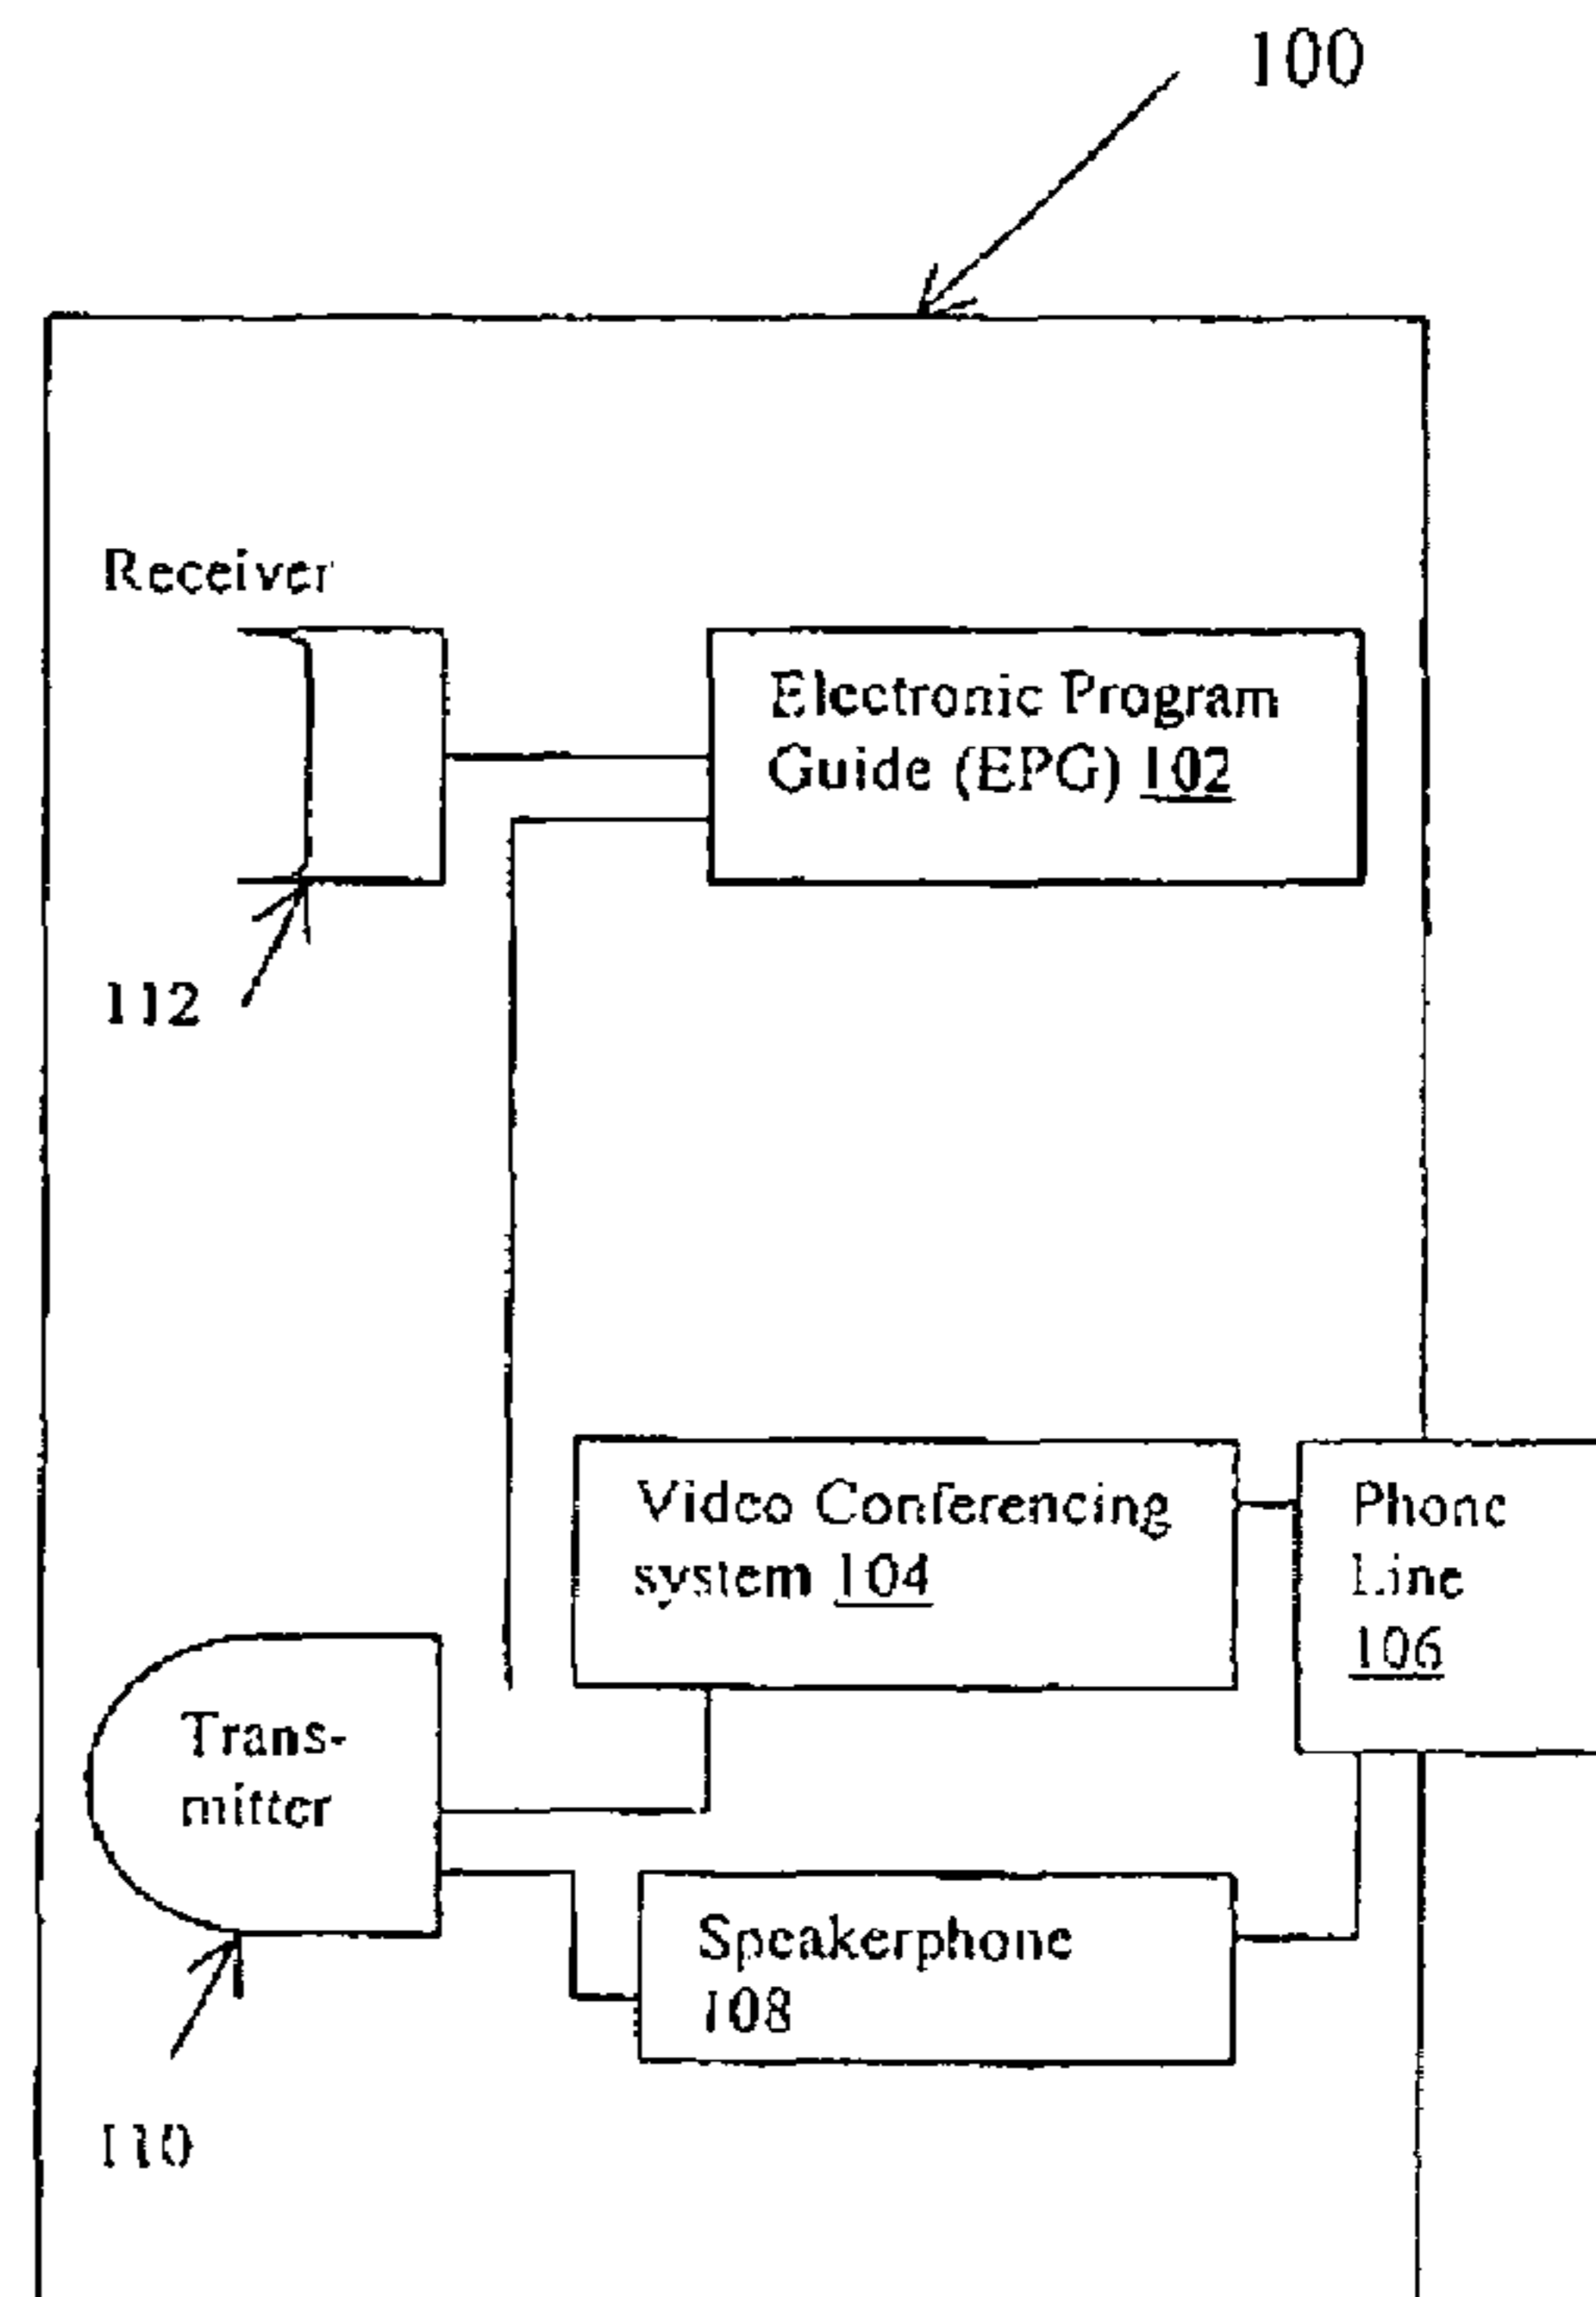 100
Receiver
Electronic Program
Guide (EPG) 102
112
Video Conferencing
system 104
Phone
Line
106
Trans-
mitter
Speakerphone
108
110